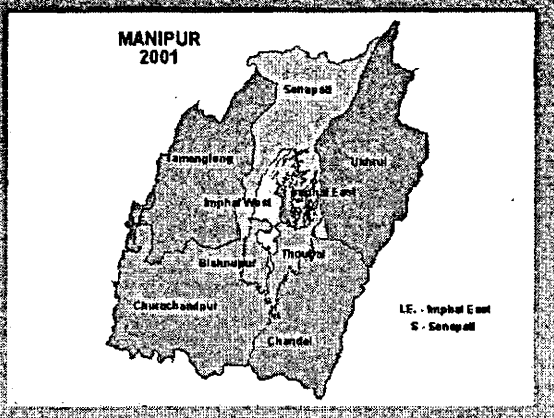 MANIPUR
2001
Senapati
Tamenglong
Ukhrul
Imphal West
Imphal East
Bishnupur
Thoubal
Churachandpur
Chandel
I.E. - Imphal East
S - Senapati